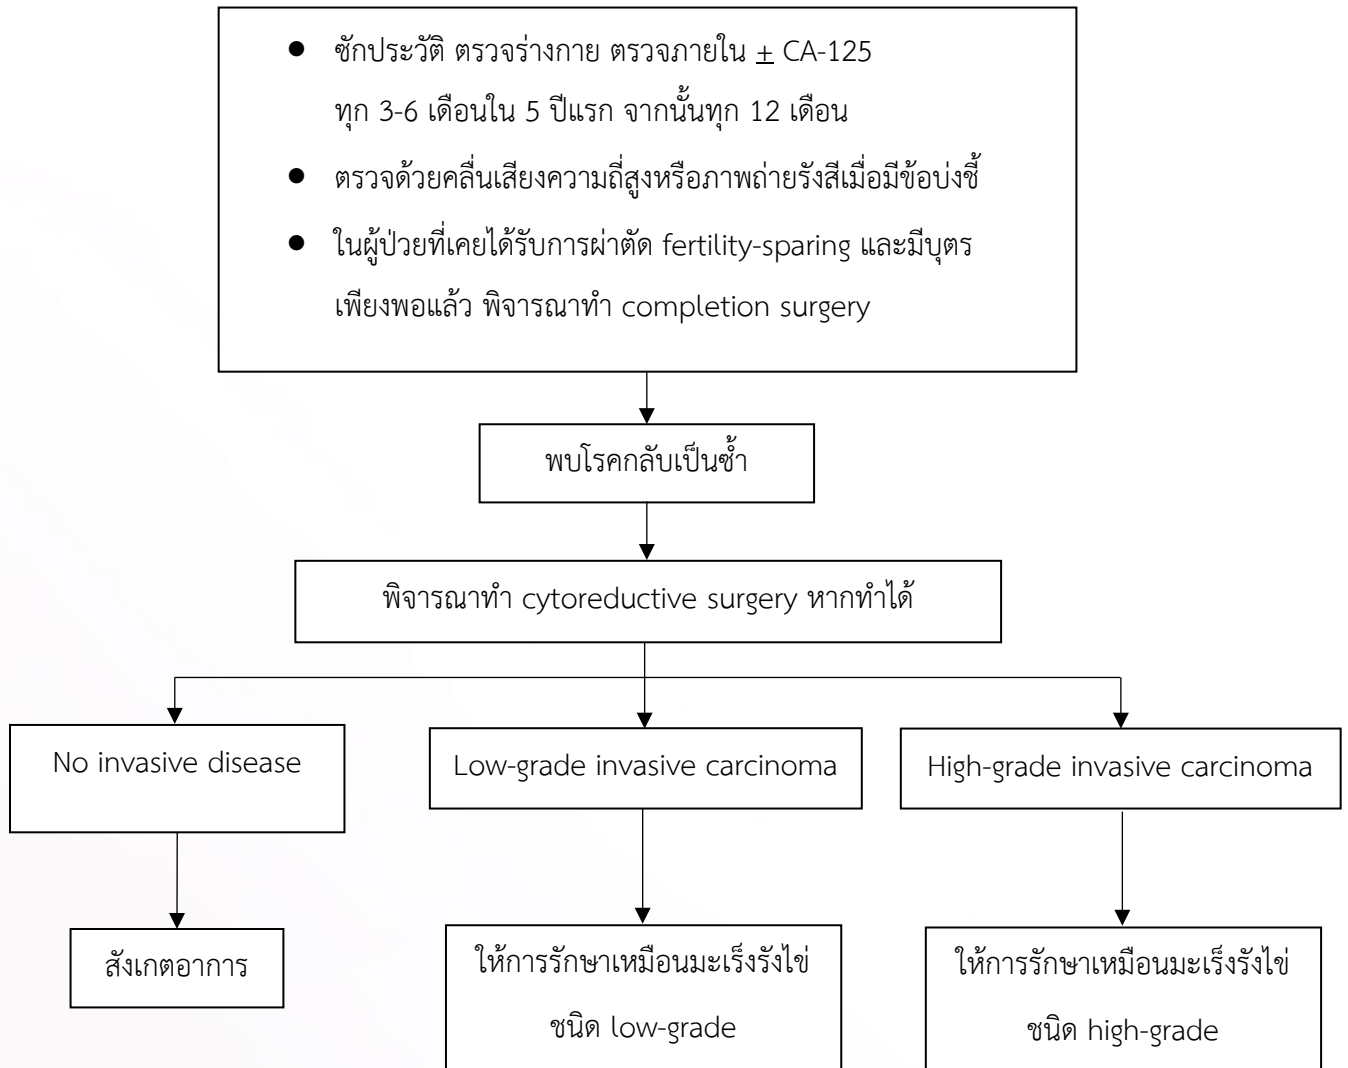 ● ซักประวัติ ตรวจร่างกาย ตรวจภายใน ± CA-125
ทุก 3-6 เดือนใน 5 ปีแรก จากนั้นทุก 12 เดือน
● ตรวจด้วยคลื่นเสียงความถี่สูงหรือภาพถ่ายรังสีเมื่อมีข้อบ่งชี้
● ในผู้ป่วยที่เคยได้รับการผ่าตัด fertility-sparing และมีบุตร
เพียงพอแล้ว พิจารณาทำ completion surgery
พบโรคกลับเป็นซ้ำ
พิจารณาทำ cytoreductive surgery หากทำได้
No invasive disease
Low-grade invasive carcinoma
High-grade invasive carcinoma
สังเกตอาการ
ให้การรักษาเหมือนมะเร็งรังไข่
ชนิด low-grade
ให้การรักษาเหมือนมะเร็งรังไข่
ชนิด high-grade